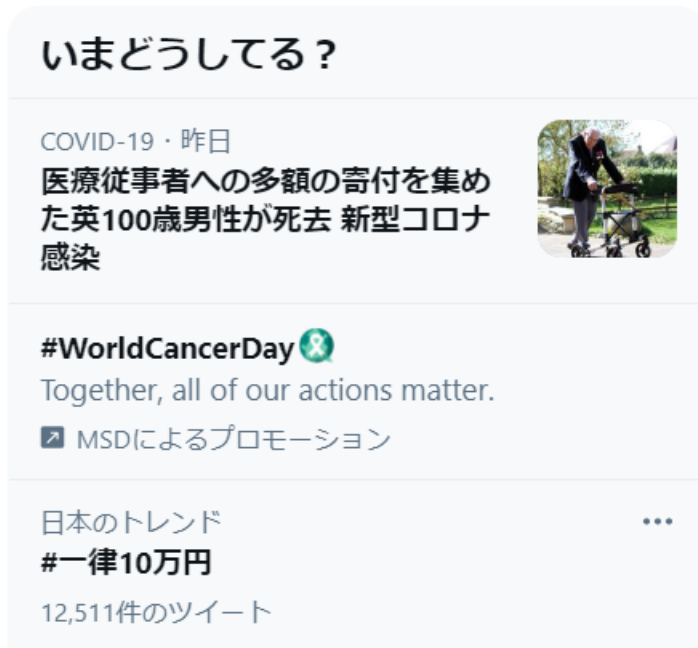 いまどうしてる？
COVID-19 · 昨日
医療従事者への多額の寄付を集め
た英100歳男性が死去 新型コロナ
感染
#WorldCancerDay
Together, all of our actions matter.
MSDによるプロモーション
日本のトレンド
#一律10万円
12,511件のツイート